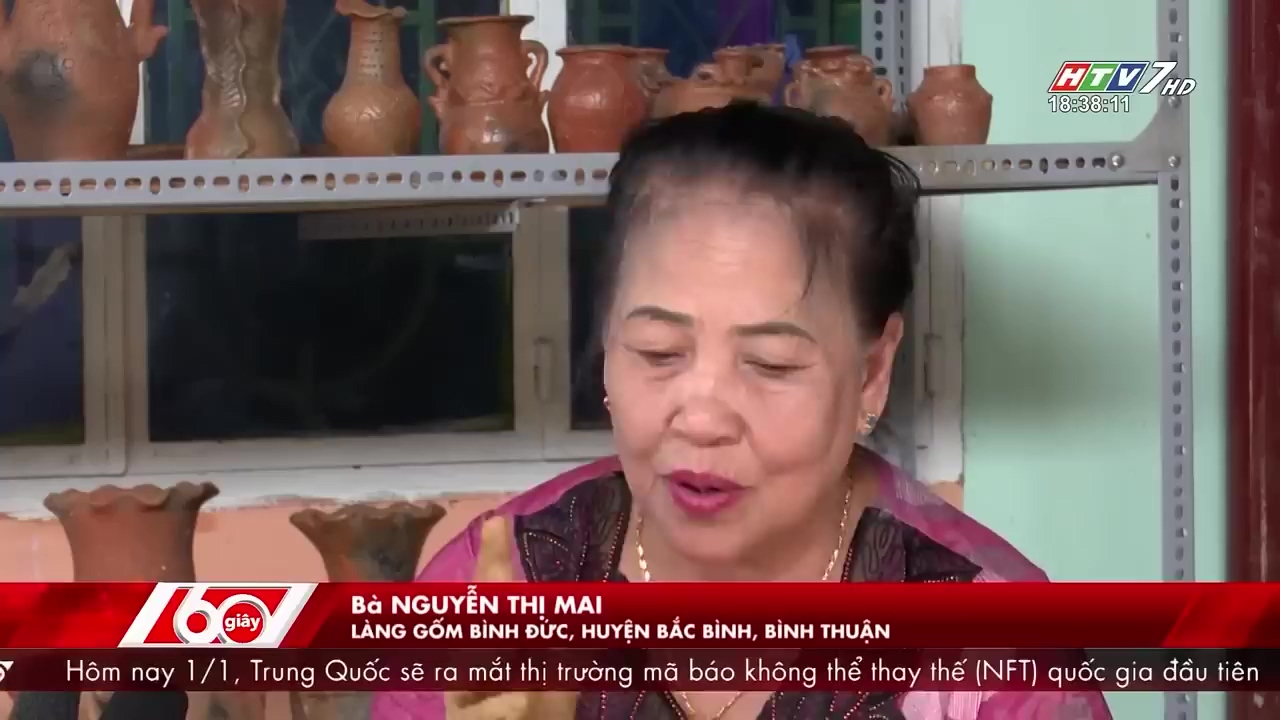 HTV7 HD
18:38:11
60 giây
Bà NGUYỄN THỊ MAI
LÀNG GỐM BÌNH ĐỨC, HUYỆN BẮC BÌNH, BÌNH THUẬN
Hôm nay 1/1, Trung Quốc sẽ ra mắt thị trường mã báo không thể thay thế (NFT) quốc gia đầu tiên